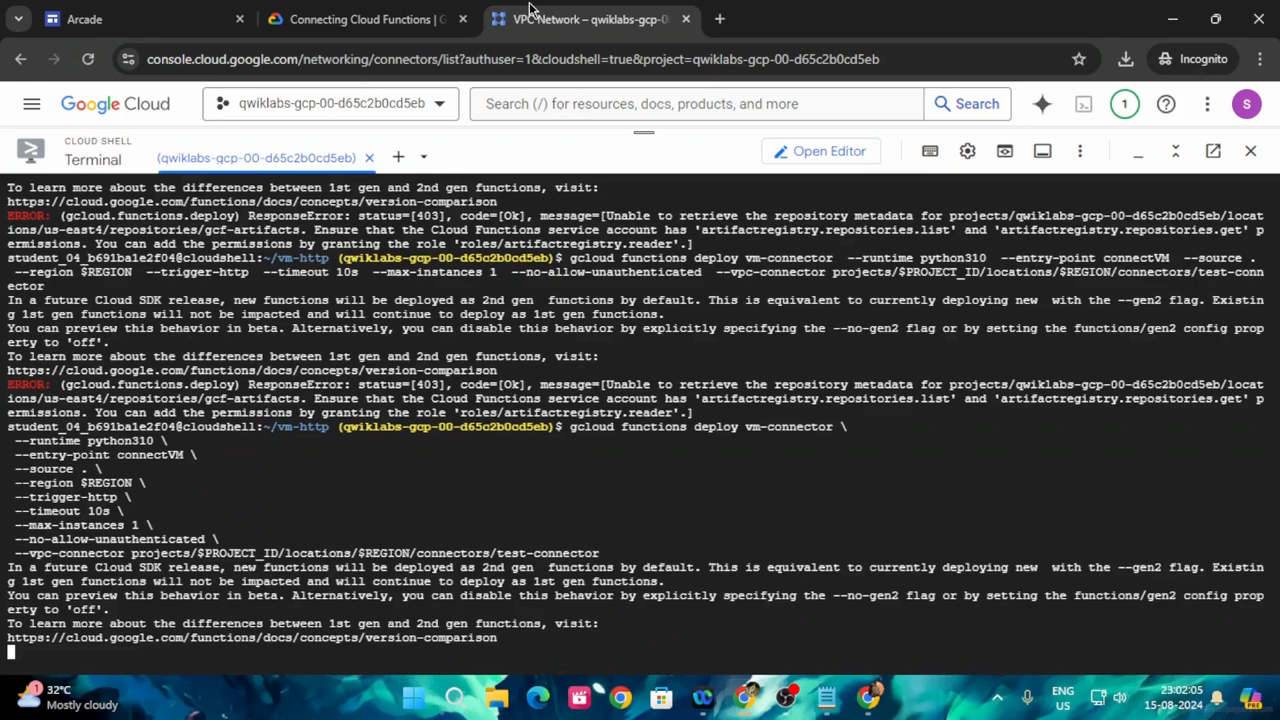 Arcade
Connecting Cloud Functions | G
VPC Network – qwiklabs-gcp-0
console.cloud.google.com/networking/connectors/list?authuser=1&cloudshell=true&project=qwiklabs-gcp-00-d65c2b0cd5eb
Incognito
Google Cloud
qwiklabs-gcp-00-d65c2b0cd5eb
Search (/) for resources, docs, products, and more
Search
1
S
CLOUD SHELL
Terminal
(qwiklabs-gcp-00-d65c2b0cd5eb)
Open Editor
To learn more about the differences between 1st gen and 2nd gen functions, visit:
https://cloud.google.com/functions/docs/concepts/version-comparison
ERROR: (gcloud.functions.deploy) ResponseError: status=[403], code=[Ok], message=[Unable to retrieve the repository metadata for projects/qwiklabs-gcp-00-d65c2b0cd5eb/locat
ions/us-east4/repositories/gcf-artifacts. Ensure that the Cloud Functions service account has 'artifactregistry.repositories.list' and 'artifactregistry.repositories.get' p
ermissions. You can add the permissions by granting the role 'roles/artifactregistry.reader'.]
student_04_b691ba1e2f04@cloudshell:~/vm-http (qwiklabs-gcp-00-d65c2b0cd5eb)$ gcloud functions deploy vm-connector --runtime python310 --entry-point connectVM --source .
--region $REGION --trigger-http --timeout 10s --max-instances 1 --no-allow-unauthenticated --vpc-connector projects/$PROJECT_ID/locations/$REGION/connectors/test-conn
ector
In a future Cloud SDK release, new functions will be deployed as 2nd gen functions by default. This is equivalent to currently deploying new with the --gen2 flag. Existin
g 1st gen functions will not be impacted and will continue to deploy as 1st gen functions.
You can preview this behavior in beta. Alternatively, you can disable this behavior by explicitly specifying the --no-gen2 flag or by setting the functions/gen2 config prop
erty to 'off'.
To learn more about the differences between 1st gen and 2nd gen functions, visit:
https://cloud.google.com/functions/docs/concepts/version-comparison
ERROR: (gcloud.functions.deploy) ResponseError: status=[403], code=[Ok], message=[Unable to retrieve the repository metadata for projects/qwiklabs-gcp-00-d65c2b0cd5eb/locat
ions/us-east4/repositories/gcf-artifacts. Ensure that the Cloud Functions service account has 'artifactregistry.repositories.list' and 'artifactregistry.repositories.get' p
ermissions. You can add the permissions by granting the role 'roles/artifactregistry.reader'.]
student_04_b691ba1e2f04@cloudshell:~/vm-http (qwiklabs-gcp-00-d65c2b0cd5eb)$ gcloud functions deploy vm-connector \
--runtime python310 \
--entry-point connectVM \
--source . \
--region $REGION \
--trigger-http \
--timeout 10s \
--max-instances 1 \
--no-allow-unauthenticated \
--vpc-connector projects/$PROJECT_ID/locations/$REGION/connectors/test-connector
In a future Cloud SDK release, new functions will be deployed as 2nd gen functions by default. This is equivalent to currently deploying new with the --gen2 flag. Existin
g 1st gen functions will not be impacted and will continue to deploy as 1st gen functions.
You can preview this behavior in beta. Alternatively, you can disable this behavior by explicitly specifying the --no-gen2 flag or by setting the functions/gen2 config prop
erty to 'off'.
To learn more about the differences between 1st gen and 2nd gen functions, visit:
https://cloud.google.com/functions/docs/concepts/version-comparison
1
32°C
Mostly cloudy
ENG
US
23:02:05
15-08-2024